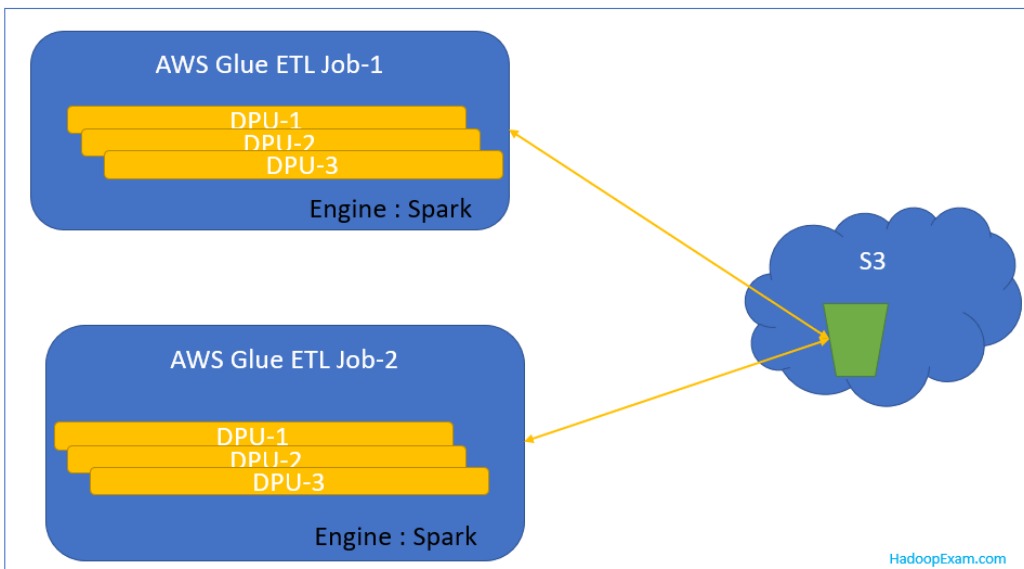 AWS Glue ETL Job-1
DPU-1
DPU-2
DPU-3
Engine : Spark
S3
AWS Glue ETL Job-2
DPU-1
DPU-2
DPU-3
Engine : Spark
HadoopExam.com